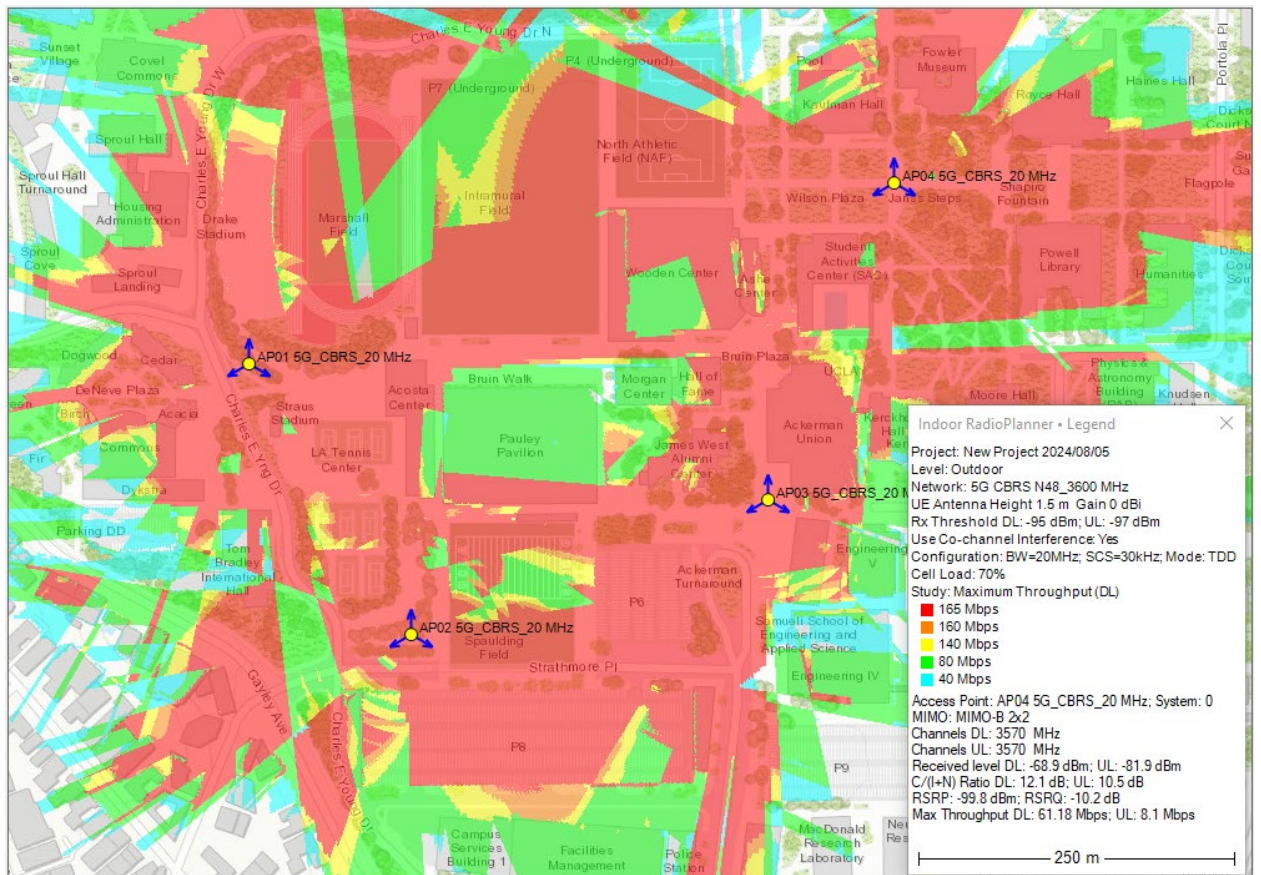 Charles E Young Dr N
Portola Pl
Sunset
Village
Covel
Commons
P4 (Underground)
Pool
Fowler
Museum
Haines Hall
P7 (Underground)
Kaufman Hall
Royce Hall
Charles E Young Dr W
Sproul Hall
North Athletic
Field (NAF)
Sproul Hall
Turnaround
AP04 5G_CBRS_20 MHz
Shapiro
Fountain
Flagpole
Housing
Administration
Drake
Stadium
Marshall
Field
Intramural
Field
Wilson Plaza
Janss Steps
Sproul
Cove
Sproul
Landing
Wooden Center
Ashe
Center
Student
Activities
Center (SAC)
Powell
Library
Humanities
Dogwood
Cedar
AP01 5G_CBRS_20 MHz
Bruin Plaza
DeNeve Plaza
Birch
Acacia
Acosta
Center
Bruin Walk
Morgan
Center
Hall of
Fame
UCLA
Physics &
Astronomy
Building
(PAB)
Moore Hall
Knudsen
Straus
Stadium
Commons
Fir
LA Tennis
Center
Pauley
Pavilion
James West
Alumni
Center
Ackerman
Union
Kerckh
Hall
Charles E Yng Dr
Dykstra
AP03 5G_CBRS_20 M
Parking DD
Tom
Bradley
International
Hall
Engineering
V
Ackerman
Turnaround
P6
AP02 5G_CBRS_20 MHz
Spaulding
Field
Samueli School of
Engineering and
Applied Science
Strathmore Pl
Engineering IV
Gayley Ave
Charles E Young Dr
P8
P9
Campus
Services
Building 1
Facilities
Management
Police
Station
MacDonald
Research
Laboratory
Indoor RadioPlanner • Legend
Project: New Project 2024/08/05
Level: Outdoor
Network: 5G CBRS N48_3600 MHz
UE Antenna Height 1.5 m Gain 0 dBi
Rx Threshold DL: -95 dBm; UL: -97 dBm
Use Co-channel Interference: Yes
Configuration: BW=20MHz; SCS=30kHz; Mode: TDD
Cell Load: 70%
Study: Maximum Throughput (DL)
165 Mbps
160 Mbps
140 Mbps
80 Mbps
40 Mbps
Access Point: AP04 5G_CBRS_20 MHz; System: 0
MIMO: MIMO-B 2x2
Channels DL: 3570 MHz
Channels UL: 3570 MHz
Received level DL: -68.9 dBm; UL: -81.9 dBm
C/(I+N) Ratio DL: 12.1 dB; UL: 10.5 dB
RSRP: -99.8 dBm; RSRQ: -10.2 dB
Max Throughput DL: 61.18 Mbps; UL: 8.1 Mbps
250 m